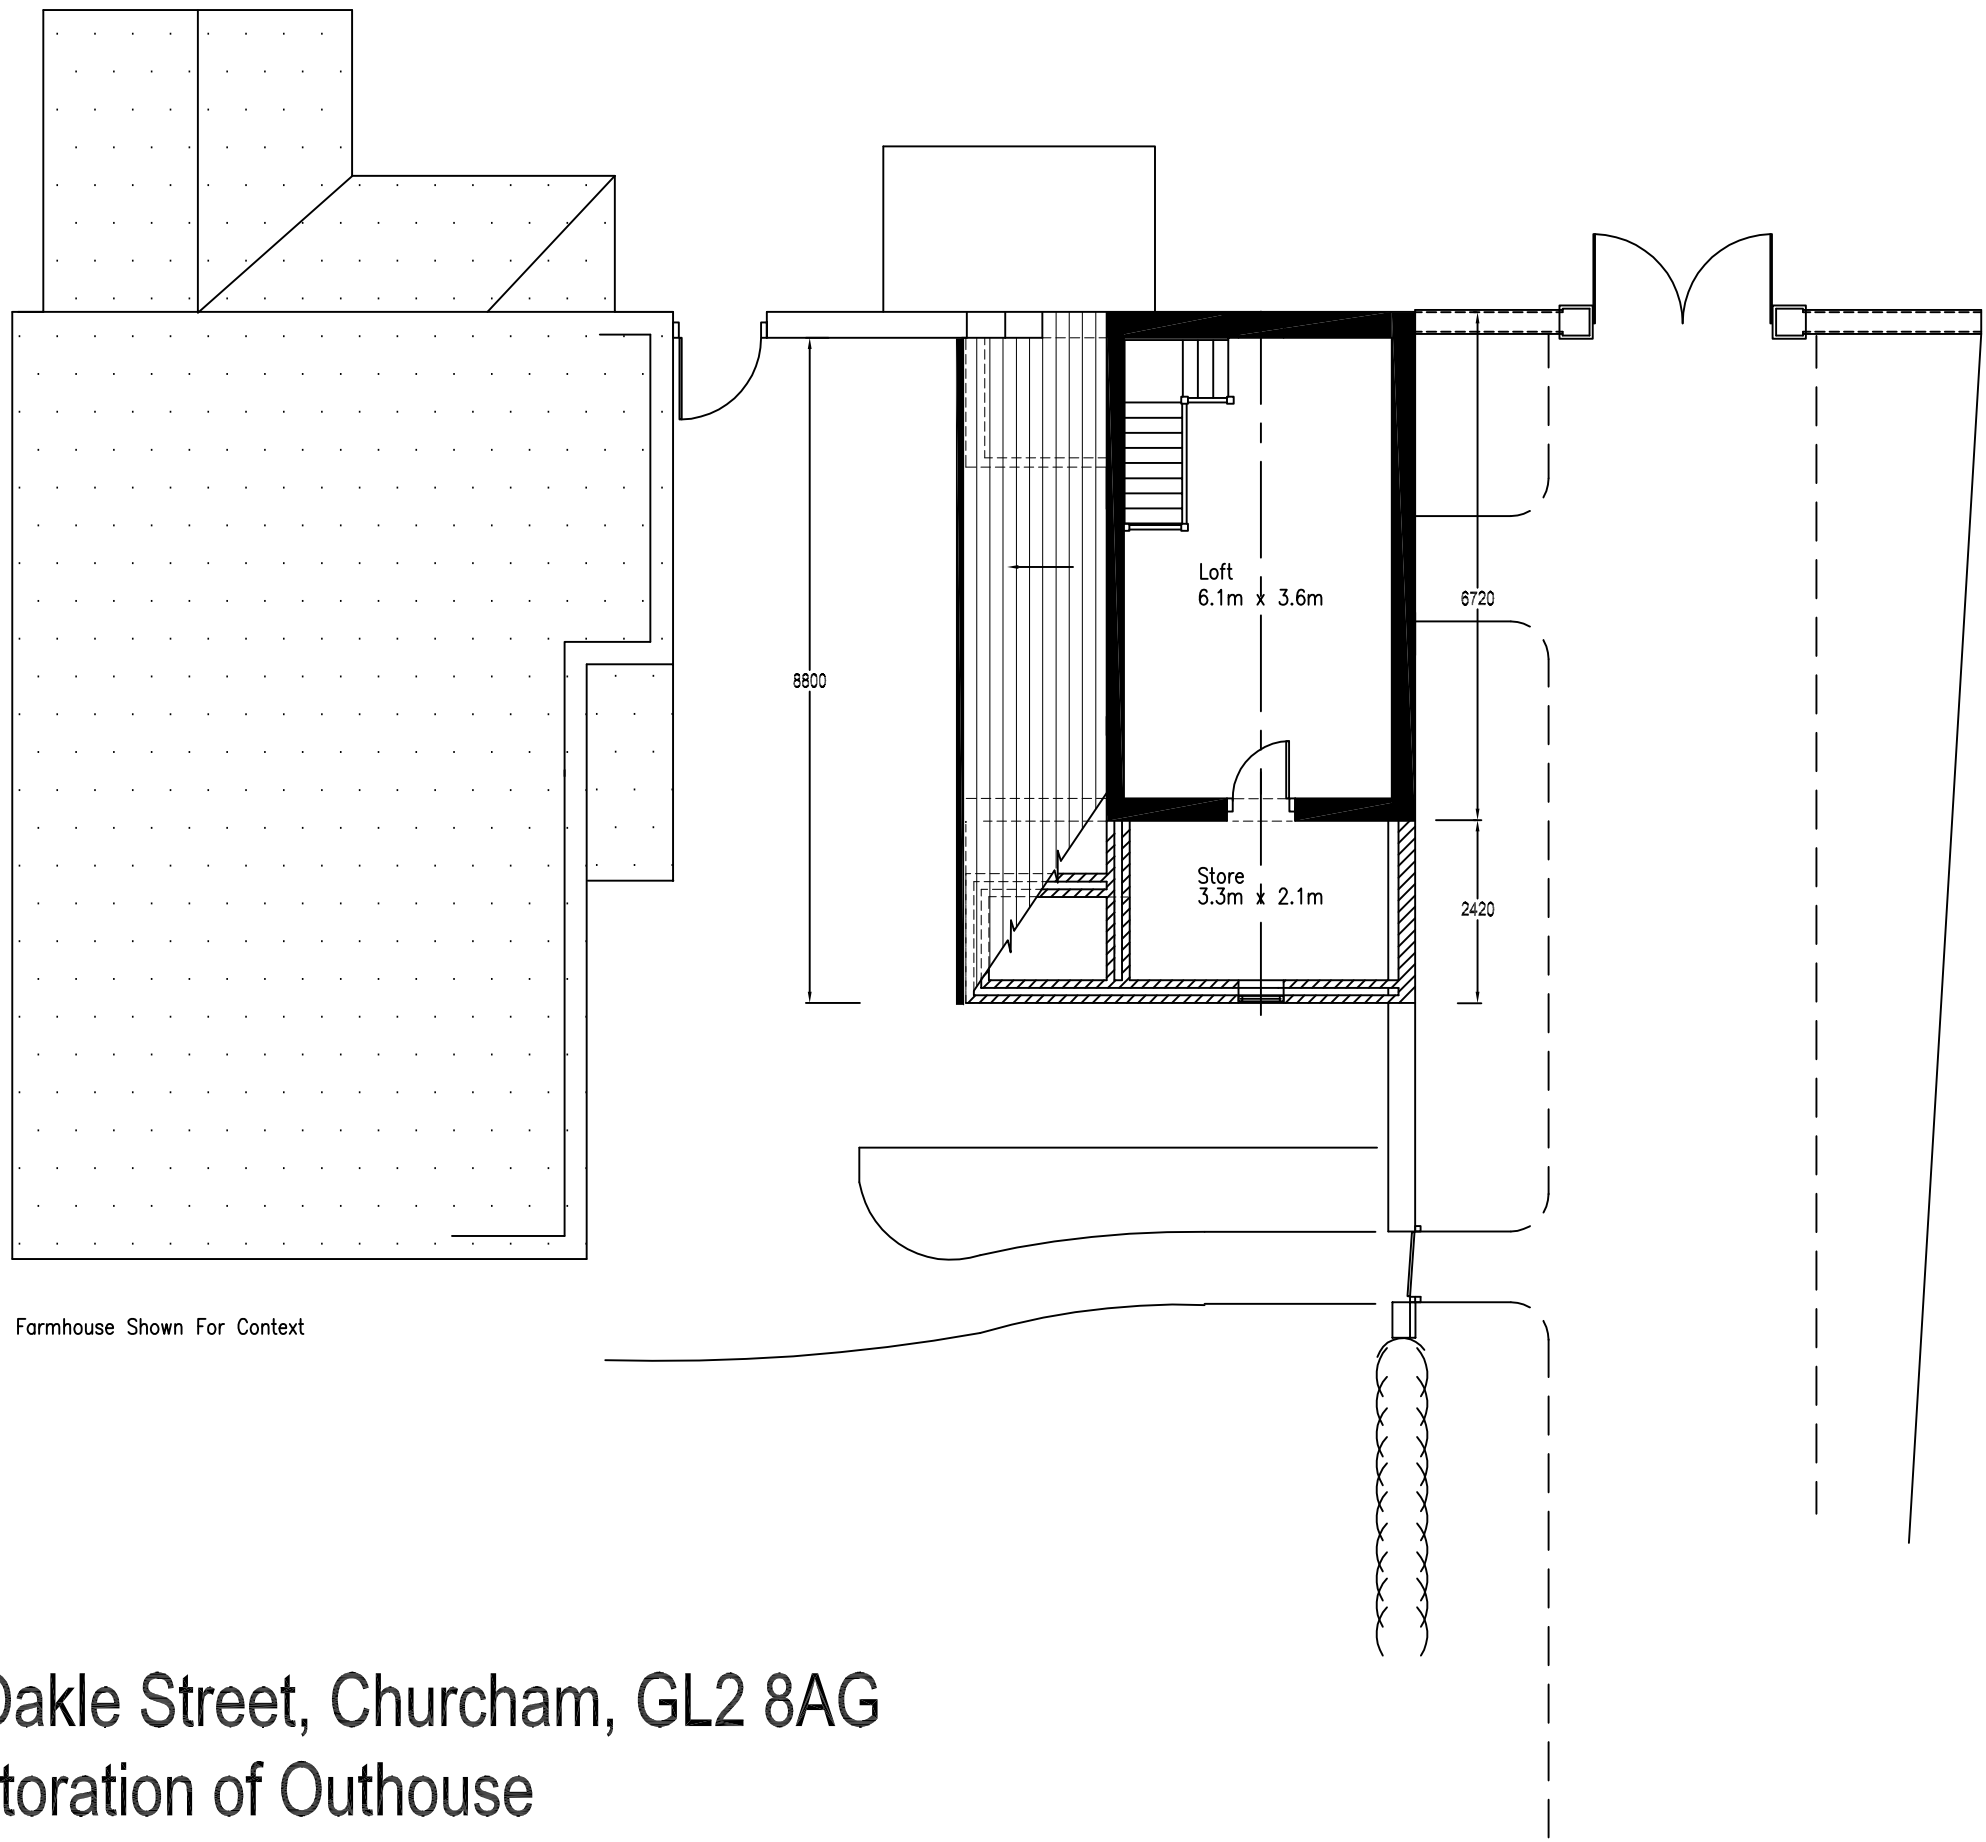 Loft
6.1m x 3.6m
6720
8800
Store
3.3m x 2.1m
2420
Farmhouse Shown For Context
Oakle Street, Churcham, GL2 8AG
toration of Outhouse